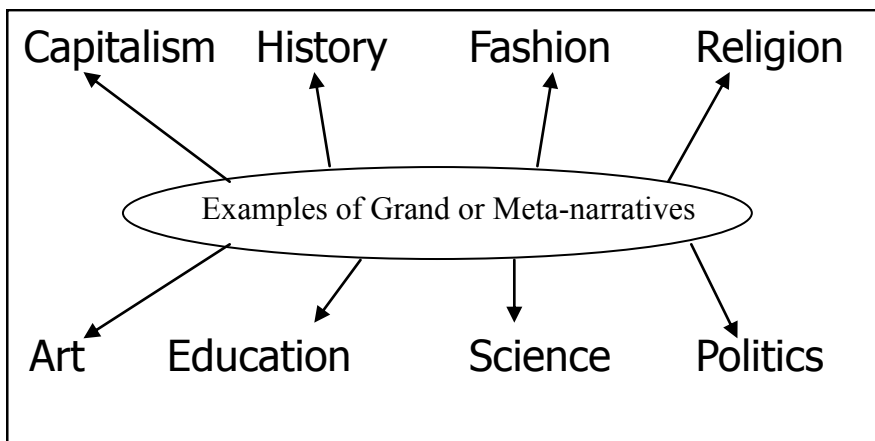 Capitalism History Fashion Religion
Examples of Grand or Meta-narratives
Art Education Science Politics